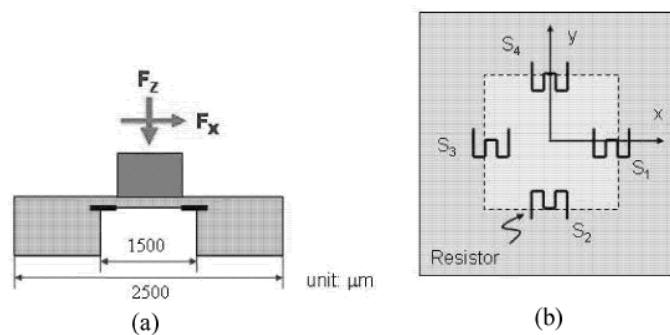 F_z
F_x
1500
2500
unit: μm
(a)
S_4
y
x
S_3
S_1
S_2
Resistor
(b)